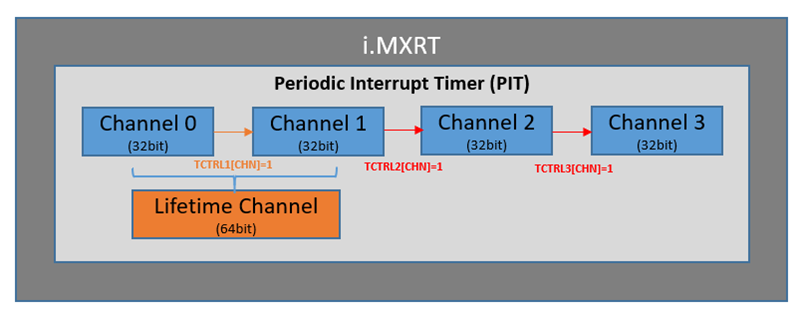 i.MXRT
Periodic Interrupt Timer (PIT)
Channel 0
(32bit)
Channel 1
(32bit)
Channel 2
(32bit)
Channel 3
(32bit)
TCTRL1[CHN]=1
TCTRL2[CHN]=1
TCTRL3[CHN]=1
Lifetime Channel
(64bit)